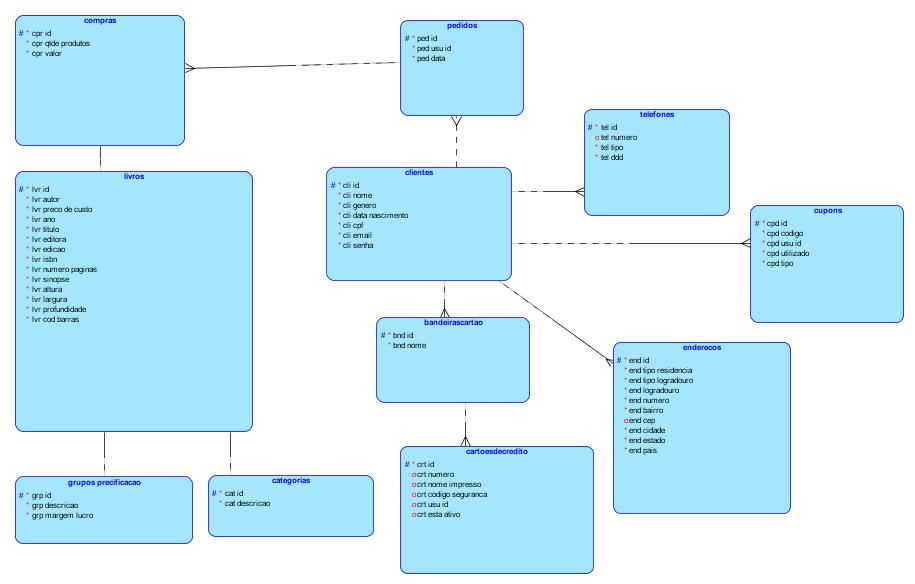 compras
# * cpr id
* cpr qtde produtos
* cpr valor
pedidos
# * ped id
* ped usu id
* ped data
telefones
# * tel id
o tel numero
* tel tipo
* tel ddd
livros
# * lvr id
* lvr autor
* lvr preco de custo
* lvr ano
* lvr titulo
* lvr editora
* lvr edicao
* lvr isbn
* lvr numero paginas
* lvr sinopse
* lvr altura
* lvr largura
* lvr profundidade
* lvr cod barras
clientes
# * cli id
* cli nome
* cli genero
* cli data nascimento
* cli cpf
* cli email
* cli senha
cupons
# * cpd id
* cpd codigo
* cpd usu id
* cpd utilizado
* cpd tipo
bandeirascartao
# * bnd id
* bnd nome
enderecos
# * end id
* end tipo residencia
* end tipo logradouro
* end logradouro
* end numero
* end bairro
o end cep
* end cidade
* end estado
* end pais
cartoesdecredito
# * crt id
o crt numero
o crt nome impresso
o crt codigo seguranca
o crt usu id
o crt esta ativo
grupos precificacao
# * grp id
* grp descricao
* grp margem lucro
categorias
# * cat id
* cat descricao